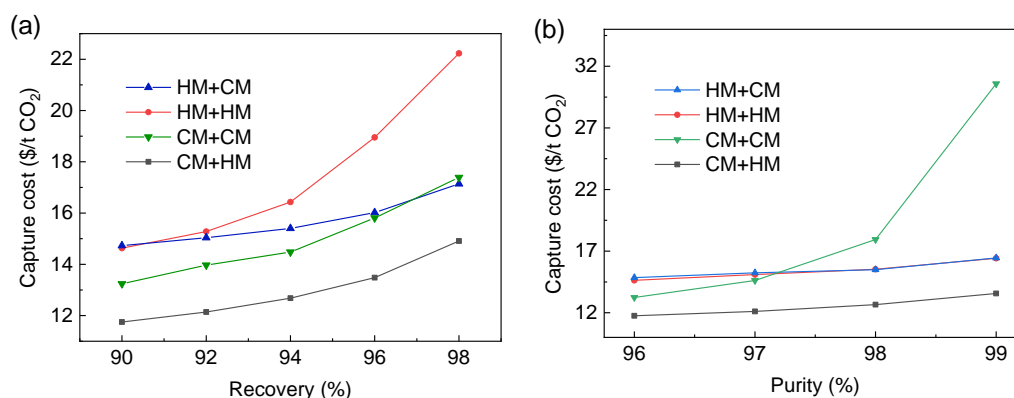 (a)
Capture cost ($/t CO₂)
22
20
18
16
14
12
HM+CM
HM+HM
CM+CM
CM+HM
90 92 94 96 98
Recovery (%)
(b)
Capture cost ($/t CO₂)
32
27
22
17
12
HM+CM
HM+HM
CM+CM
CM+HM
96 97 98 99
Purity (%)